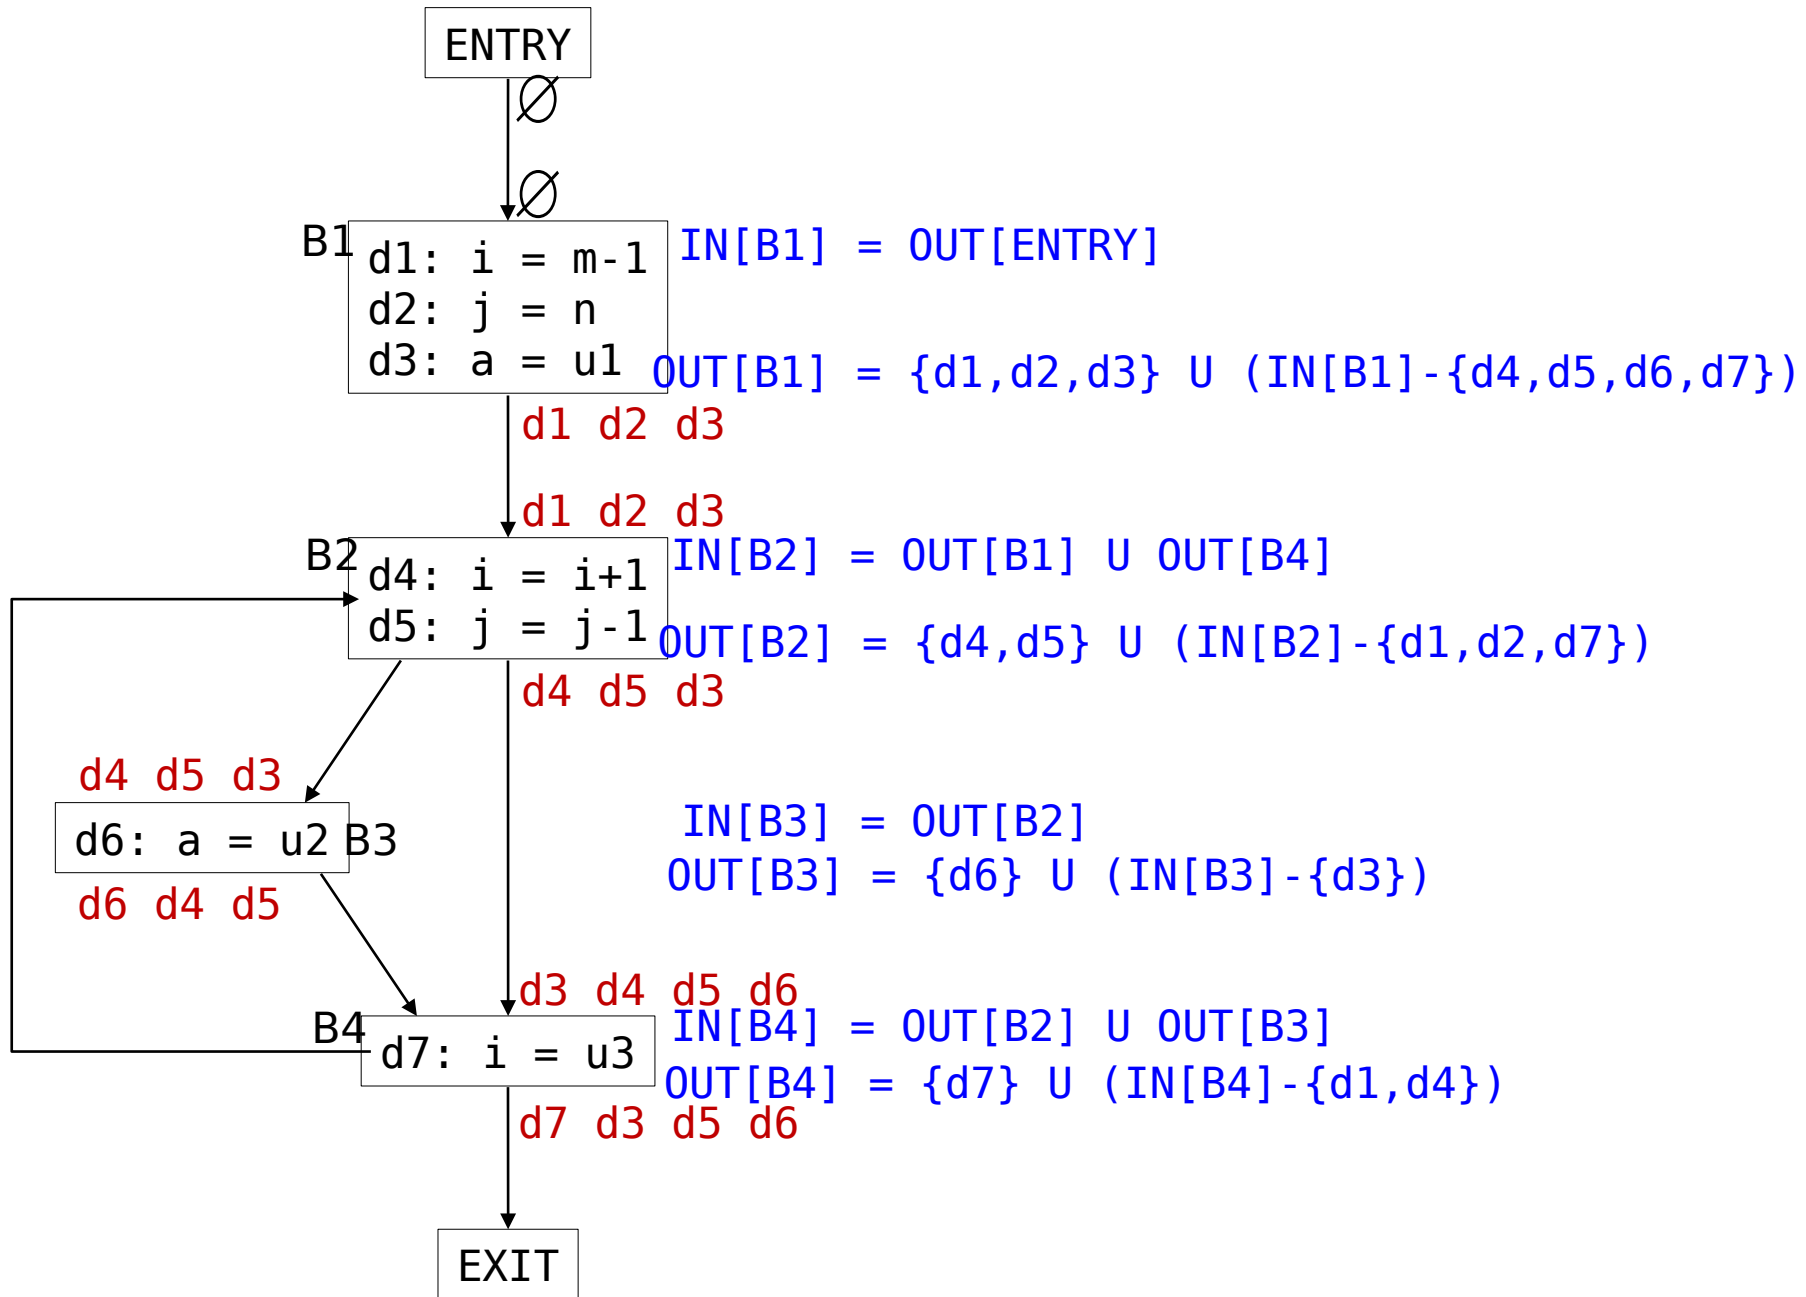 ENTRY
∅
∅
B1
IN[B1] = OUT[ENTRY]
d1: i = m-1
d2: j = n
d3: a = u1
OUT[B1] = {d1,d2,d3} U (IN[B1]-{d4,d5,d6,d7})
d1 d2 d3
d1 d2 d3
B2
IN[B2] = OUT[B1] U OUT[B4]
d4: i = i+1
d5: j = j-1
OUT[B2] = {d4,d5} U (IN[B2]-{d1,d2,d7})
d4 d5 d3
d4 d5 d3
IN[B3] = OUT[B2]
d6: a = u2
B3
OUT[B3] = {d6} U (IN[B3]-{d3})
d6 d4 d5
d3 d4 d5 d6
B4
IN[B4] = OUT[B2] U OUT[B3]
d7: i = u3
OUT[B4] = {d7} U (IN[B4]-{d1,d4})
d7 d3 d5 d6
EXIT